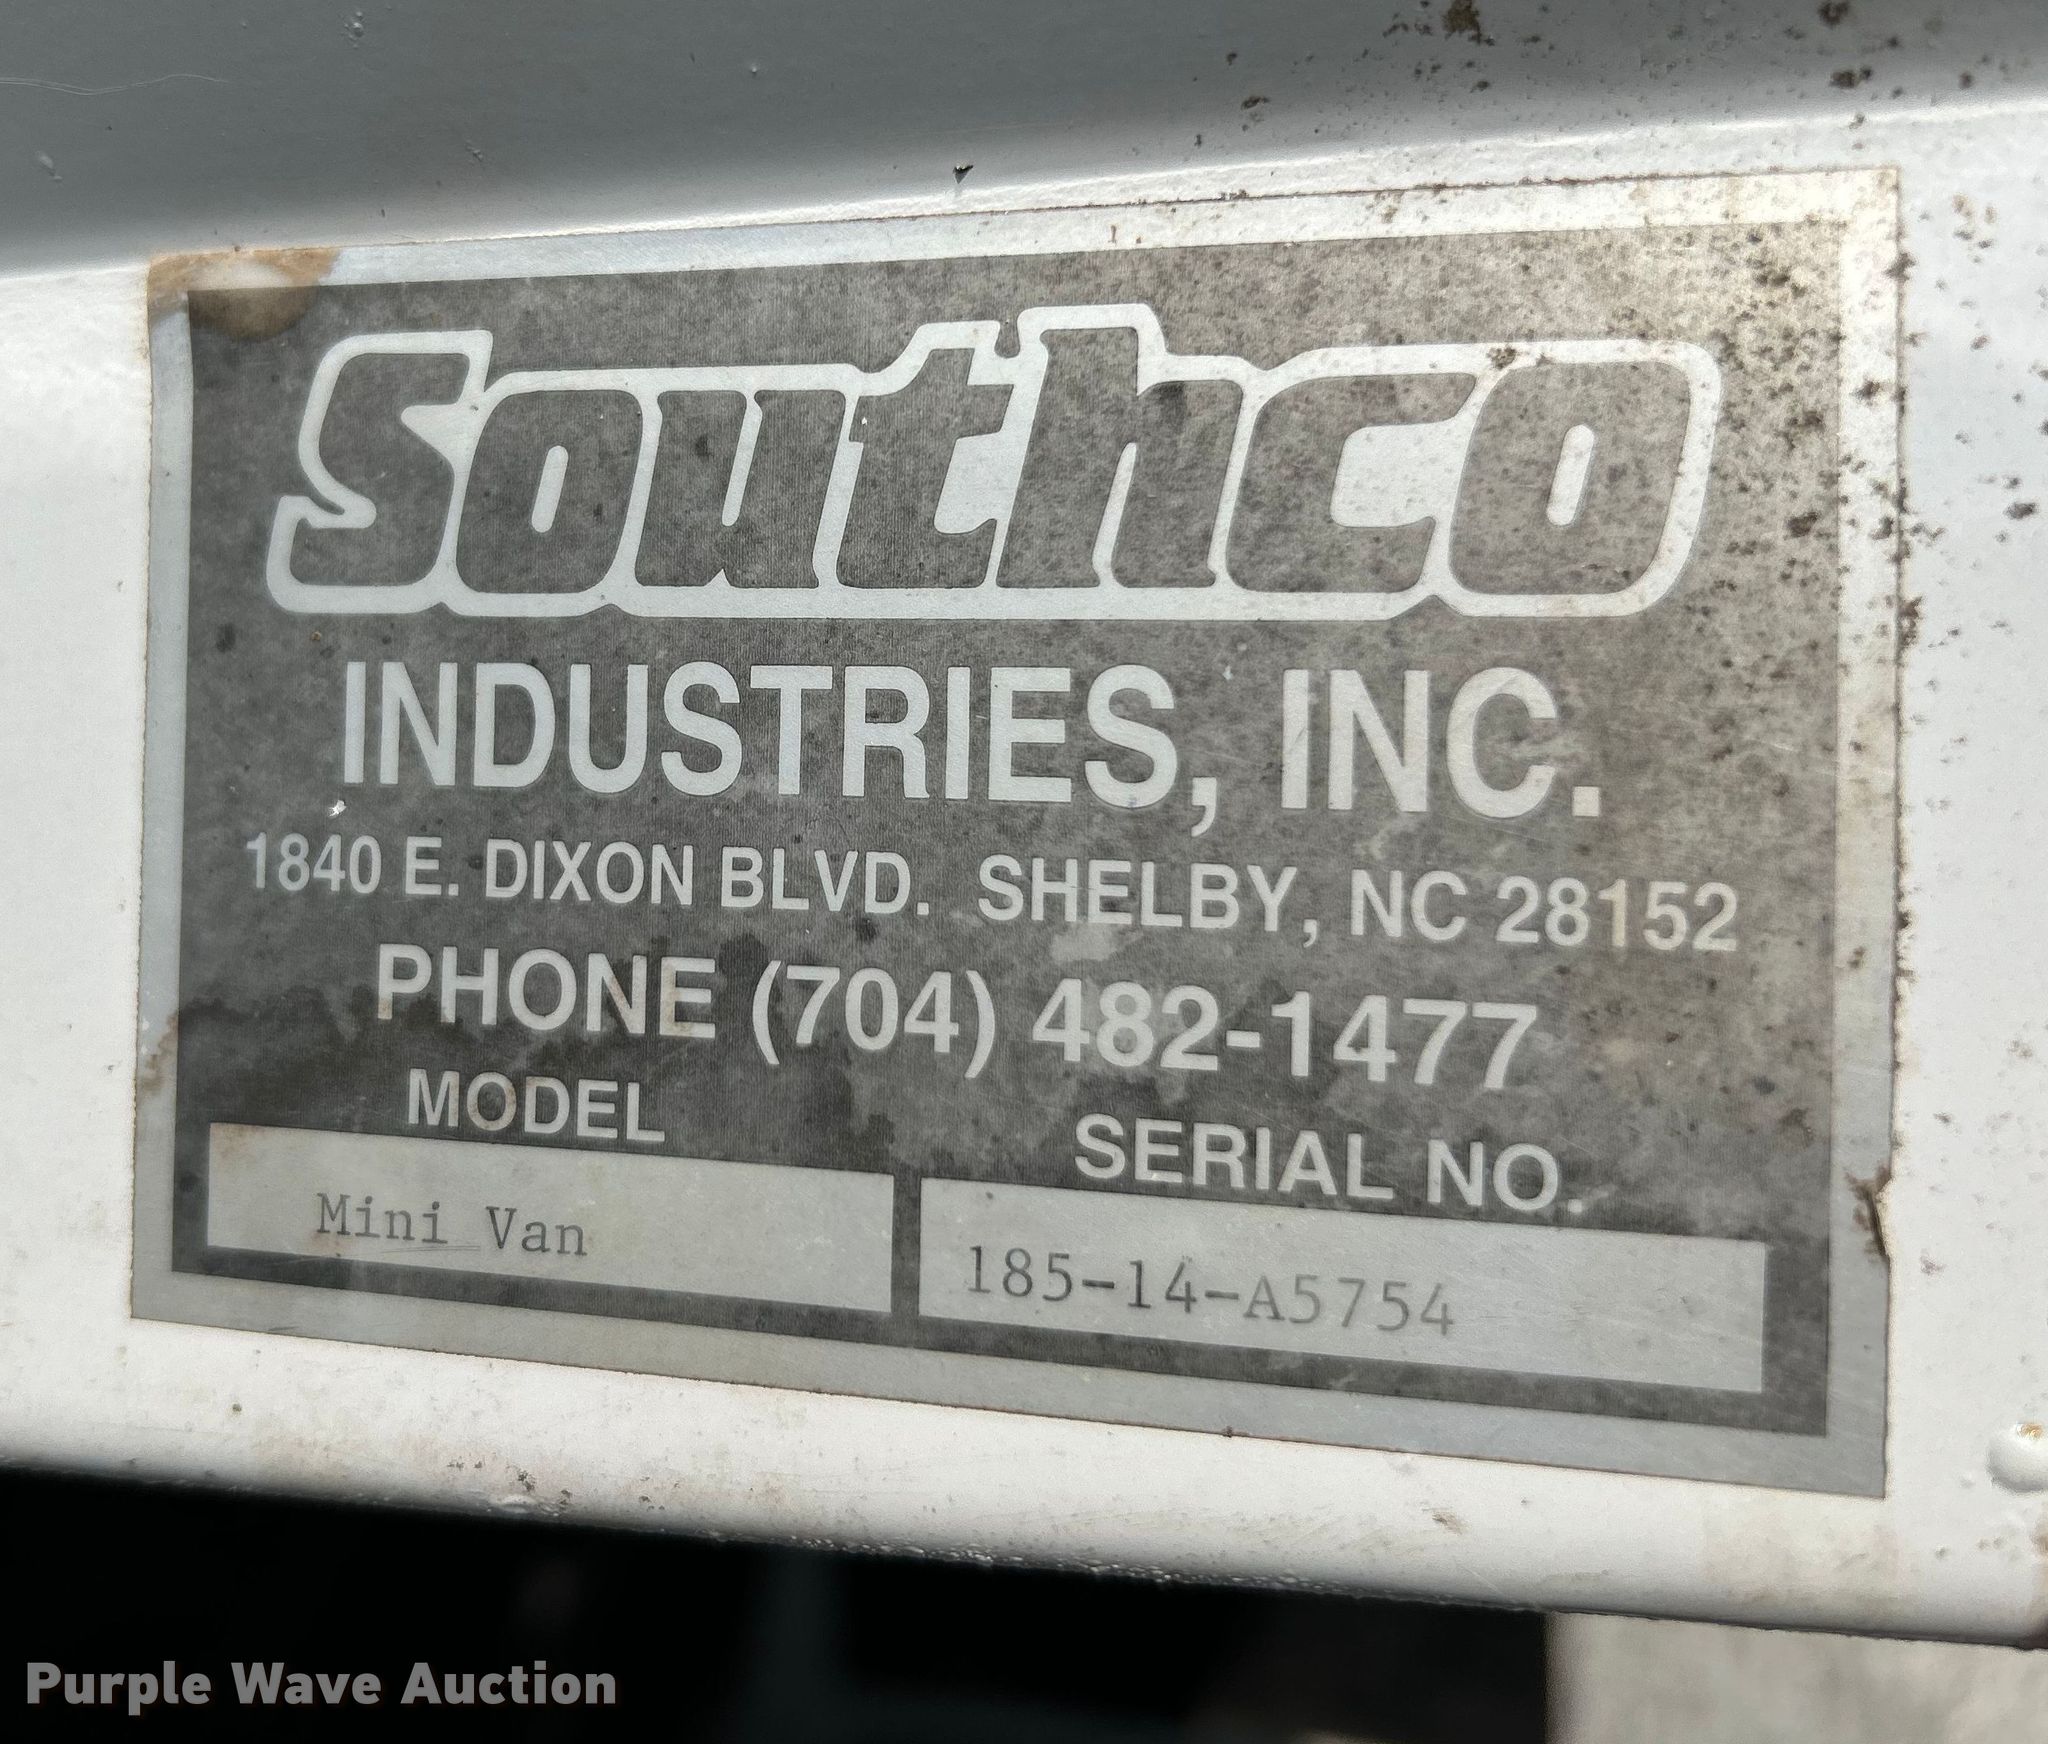 Southco
INDUSTRIES, INC.
1840 E. DIXON BLVD. SHELBY, NC 28152
PHONE (704) 482-1477
MODEL SERIAL NO.
Mini Van 185-14-A5754
Purple Wave Auction